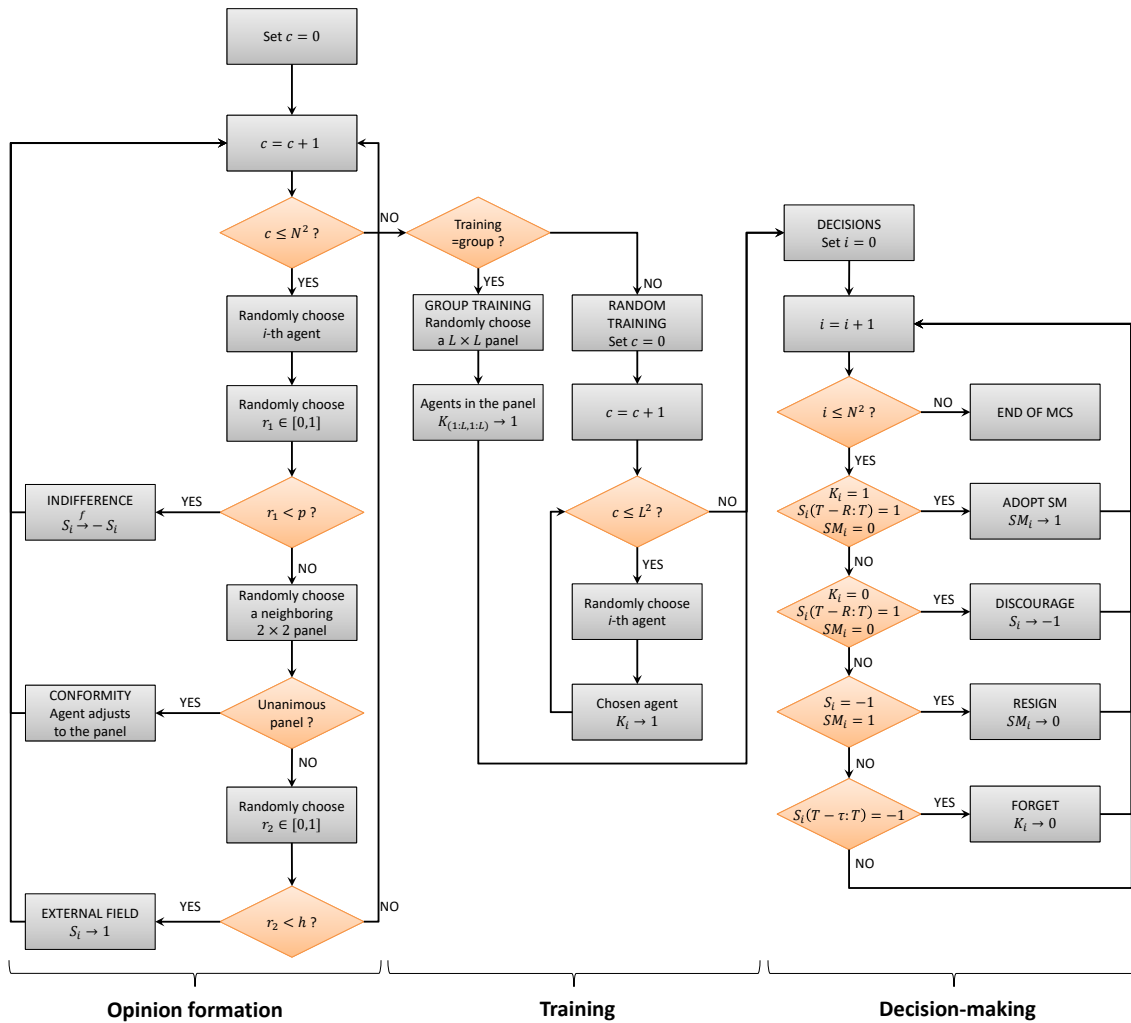 Set c = 0
c = c + 1
c ≤ N² ?
NO
YES
Randomly choose
i-th agent
Randomly choose
r₁ ∈ [0,1]
r₁ < p ?
YES
INDIFFERENCE
f
Sᵢ → − Sᵢ
NO
Randomly choose
a neighboring
2 × 2 panel
Unanimous
panel ?
YES
CONFORMITY
Agent adjusts
to the panel
NO
Randomly choose
r₂ ∈ [0,1]
r₂ < h ?
YES
NO
EXTERNAL FIELD
Sᵢ → 1
Opinion formation
Training
=group ?
YES
NO
GROUP TRAINING
Randomly choose
a L × L panel
Agents in the panel
K₍₁:L,₁:L₎ → 1
RANDOM
TRAINING
Set c = 0
c = c + 1
c ≤ L² ?
NO
YES
Randomly choose
i-th agent
Chosen agent
Kᵢ → 1
Training
DECISIONS
Set i = 0
i = i + 1
i ≤ N² ?
NO
END OF MCS
YES
Kᵢ = 1
Sᵢ(T − R: T) = 1
SMᵢ = 0
YES
ADOPT SM
SMᵢ → 1
NO
Kᵢ = 0
Sᵢ(T − R: T) = 1
SMᵢ = 0
YES
DISCOURAGE
Sᵢ → −1
NO
Sᵢ = −1
SMᵢ = 1
YES
RESIGN
SMᵢ → 0
NO
Sᵢ(T − τ: T) = −1
YES
FORGET
Kᵢ → 0
NO
Decision-making